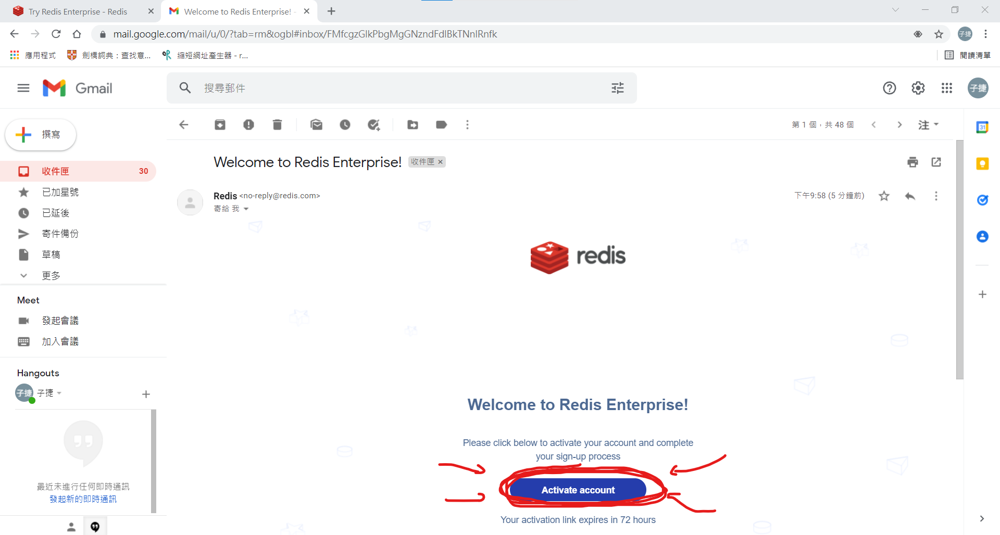 Try Redis Enterprise - Redis
Welcome to Redis Enterprise! -
mail.google.com/mail/u/0/?tab=rm&ogbl#inbox/FMfcgzGlkPbgMgGNzndFdlBkTNnlRnfk
子捷
應用程式
劍橋詞典：查找意...
縮短網址產生器 - r...
閱讀清單
Gmail
搜尋郵件
子捷
撰寫
第 1 個，共 48 個
注
31
收件匣 30
已加星號
已延後
寄件備份
草稿
更多
Meet
發起會議
加入會議
Hangouts
子捷 子捷
最近未進行任何即時通訊
發起新的即時通訊
Welcome to Redis Enterprise! 收件匣 ×
Redis <no-reply@redis.com>
下午9:58 (5 分鐘前)
寄給 我
redis
Welcome to Redis Enterprise!
Please click below to activate your account and complete
your sign-up process
Activate account
Your activation link expires in 72 hours